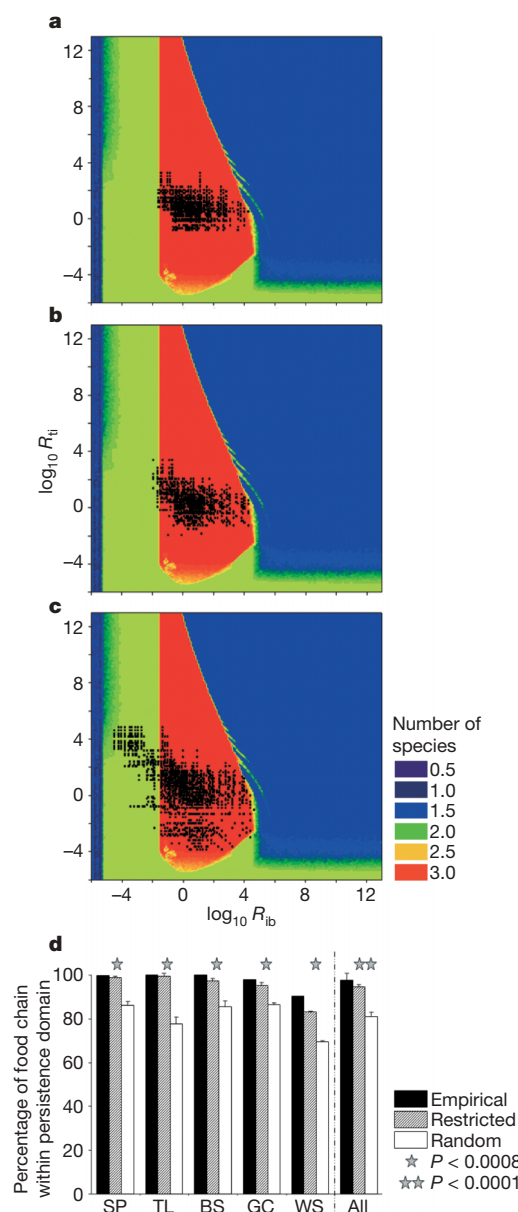 a
12
8
4
0
−4
b
12
8
4
0
−4
log10 Rti
c
12
8
4
0
−4
−4 0 4 8 12
log10 Rib
Number of
species
0.5
1.0
1.5
2.0
2.5
3.0
d
Percentage of food chain
within persistence domain
100
80
60
40
20
0
SP TL BS GC WS All
Empirical
Restricted
Random
P < 0.0008
P < 0.0001